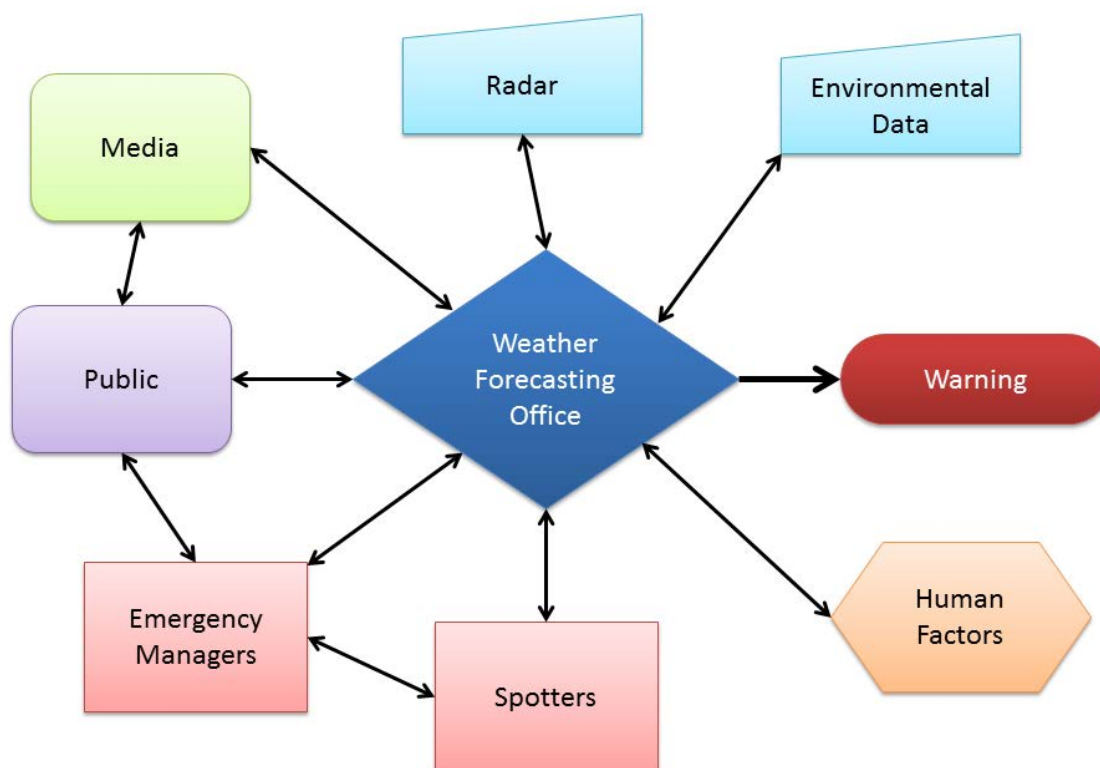 Radar
Environmental
Data
Media
Weather
Forecasting
Office
Public
Warning
Emergency
Managers
Human
Factors
Spotters